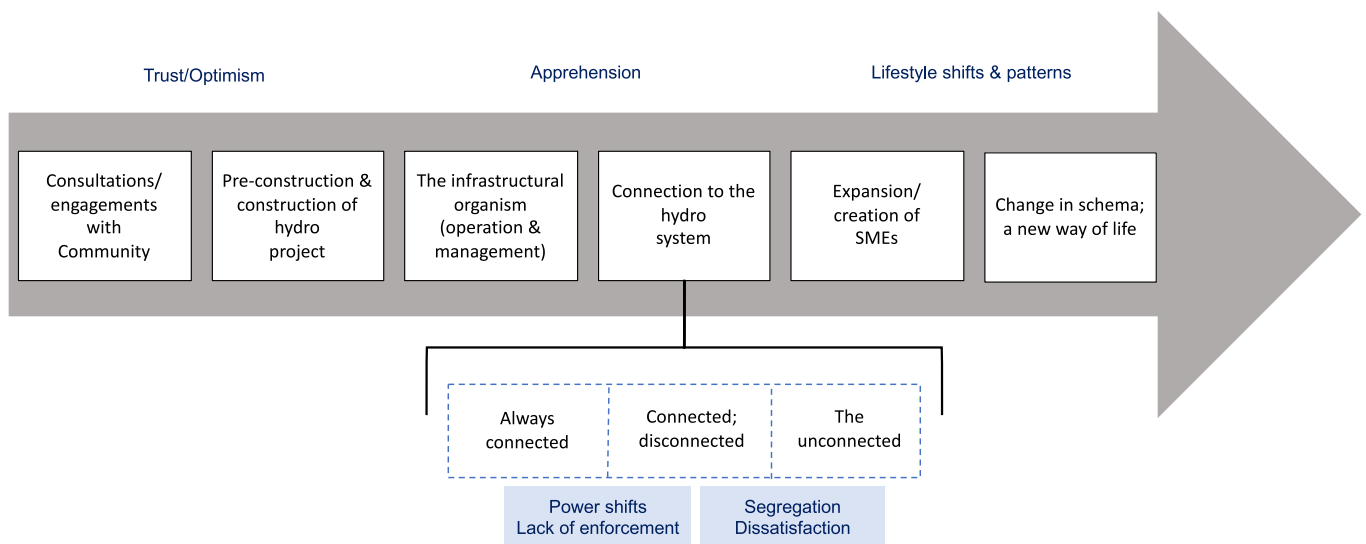 Trust/Optimism
Apprehension
Lifestyle shifts & patterns
Consultations/
engagements
with
Community
Pre-construction &
construction of
hydro
project
The infrastructural
organism
(operation &
management)
Connection to the
hydro
system
Expansion/
creation of
SMEs
Change in schema;
a new way of life
Always
connected
Connected;
disconnected
The
unconnected
Power shifts
Lack of enforcement
Segregation
Dissatisfaction